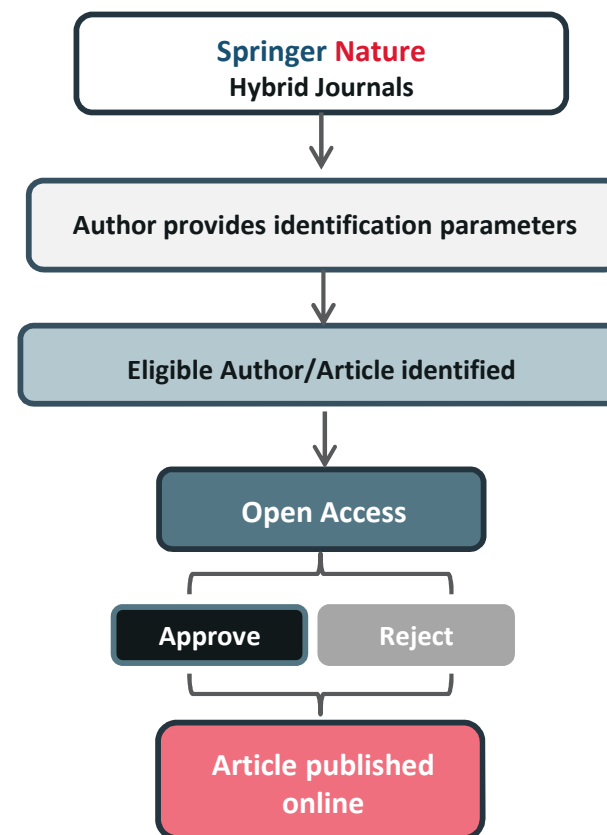 Springer Nature
Hybrid Journals
Author provides identification parameters
Eligible Author/Article identified
Open Access
Approve
Reject
Article published
online